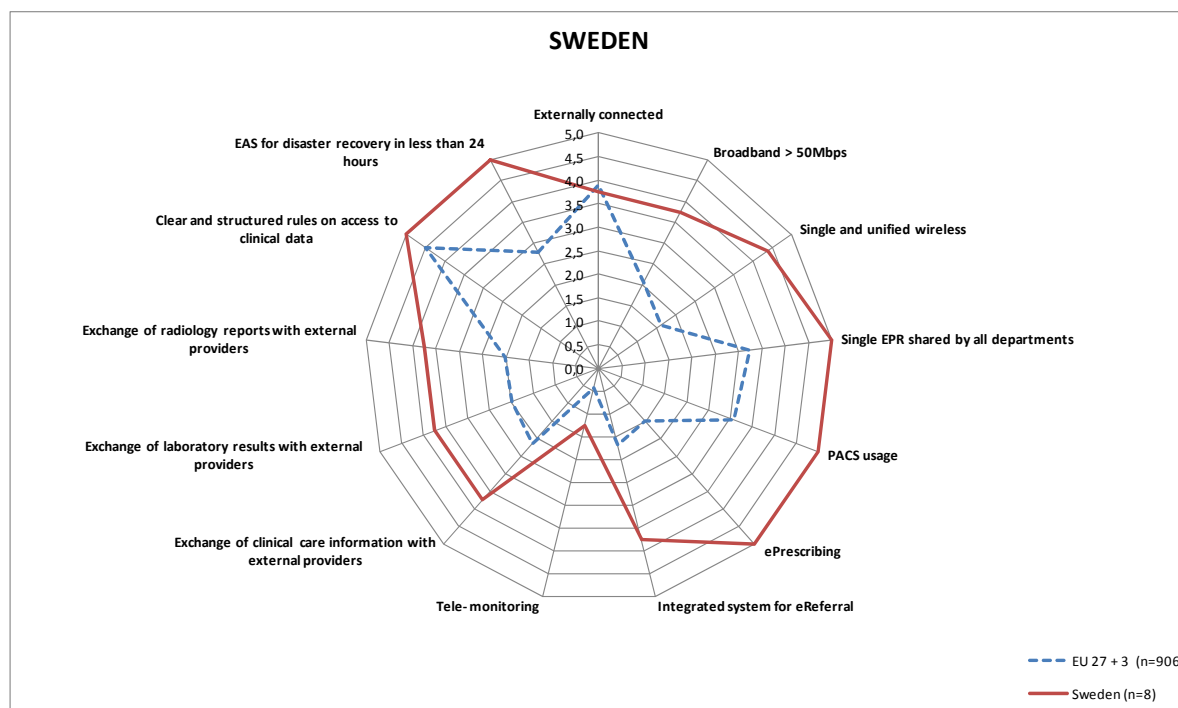 SWEDEN
Externally connected
Broadband > 50Mbps
Single and unified wireless
Single EPR shared by all departments
PACS usage
ePrescribing
Integrated system for eReferral
Tele- monitoring
Exchange of clinical care information with
external providers
Exchange of laboratory results with external
providers
Exchange of radiology reports with external
providers
Clear and structured rules on access to
clinical data
EAS for disaster recovery in less than 24
hours
5,0
4,5
4,0
3,5
3,0
2,5
2,0
1,5
1,0
0,5
0,0
EU 27 + 3 (n=906
Sweden (n=8)